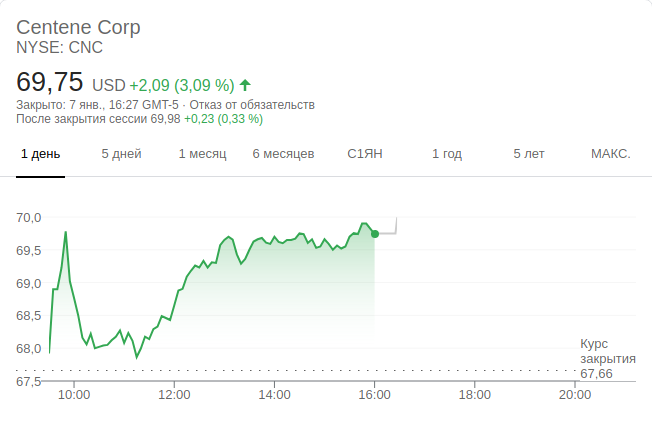 Centene Corp
NYSE: CNC
69,75 USD +2,09 (3,09 %)
Закрыто: 7 янв., 16:27 GMT-5 · Отказ от обязательств
После закрытия сессии 69,98 +0,23 (0,33 %)
1 день 5 дней 1 месяц 6 месяцев С1ЯН 1 год 5 лет МАКС.
70,0
69,5
69,0
68,5
68,0
67,5
Курс
закрытия
67,66
10:00 12:00 14:00 16:00 18:00 20:00